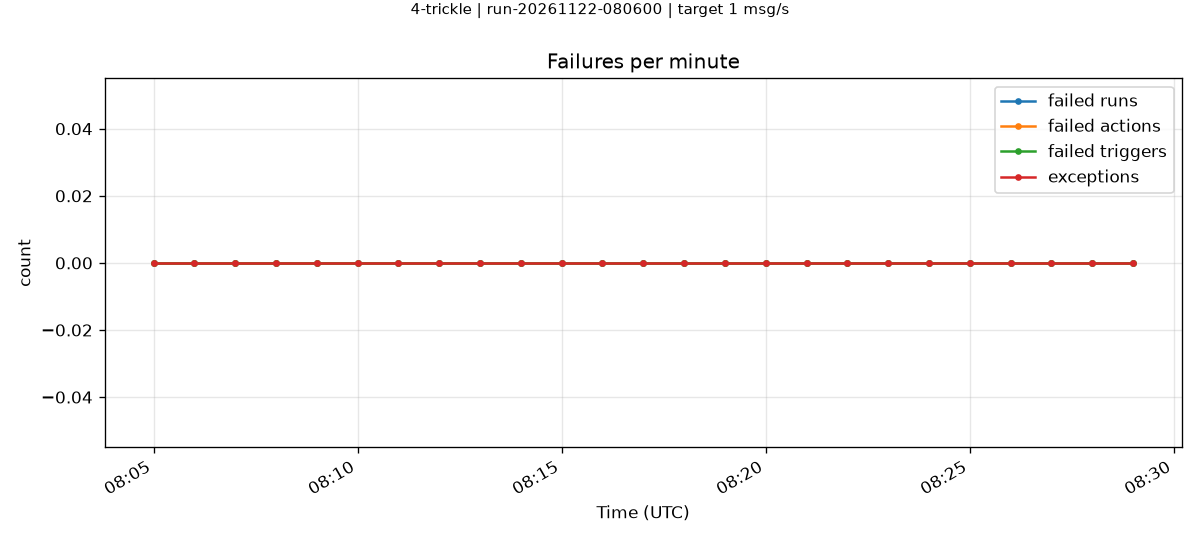 4-trickle | run-20261122-080600 | target 1 msg/s
Failures per minute
failed runs
failed actions
failed triggers
exceptions
0.04
0.02
0.00
−0.02
−0.04
count
08:05
08:10
08:15
08:20
08:25
08:30
Time (UTC)